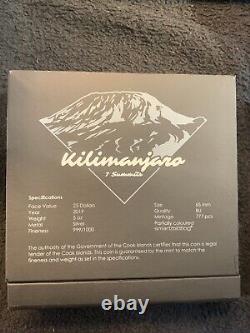 Kilimanjaro
7 Summits
Specifications
Face Value 25 Dollars Size 65 mm
Year 2019 Quality BU
Weight 5 oz Mintage 777 pcs
Metal Silver Partially coloured
Fineness 999/1000 smartminting
The authority of the Government of the Cook Islands certifies that this coin is legal
tender of the Cook Islands. This coin is guaranteed by mint to match the
fineness and weight as set in the specification.